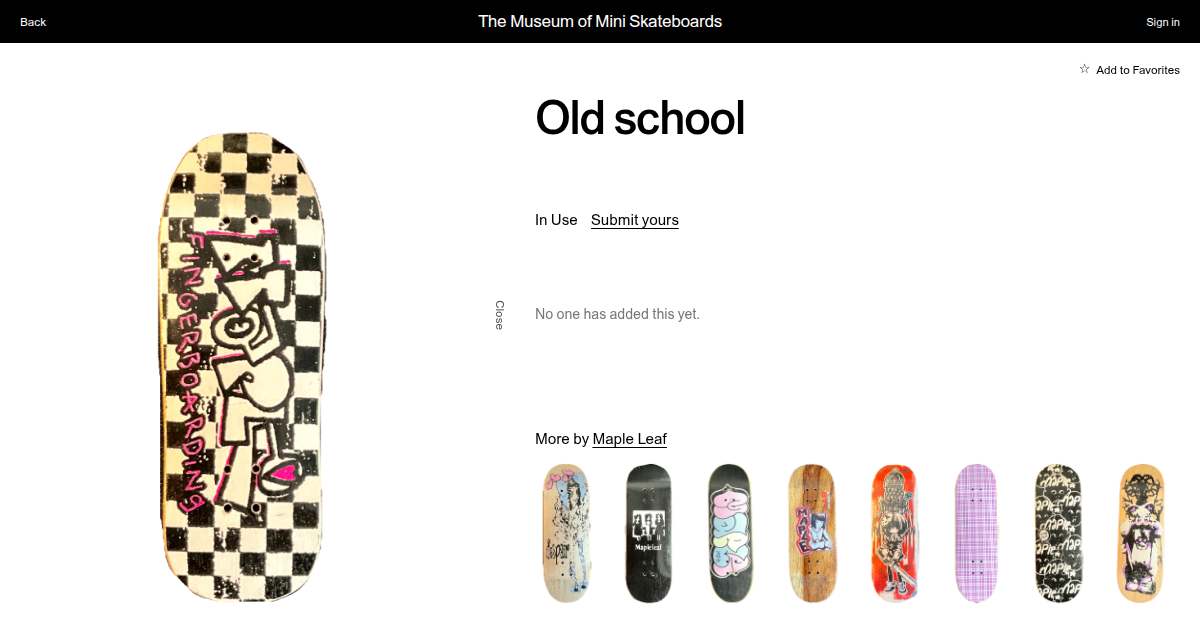 Back
The Museum of Mini Skateboards
Sign in
☆ Add to Favorites
Old school
In Use Submit yours
Close
No one has added this yet.
More by Maple Leaf
FINGERBOARDING
Mapleleaf